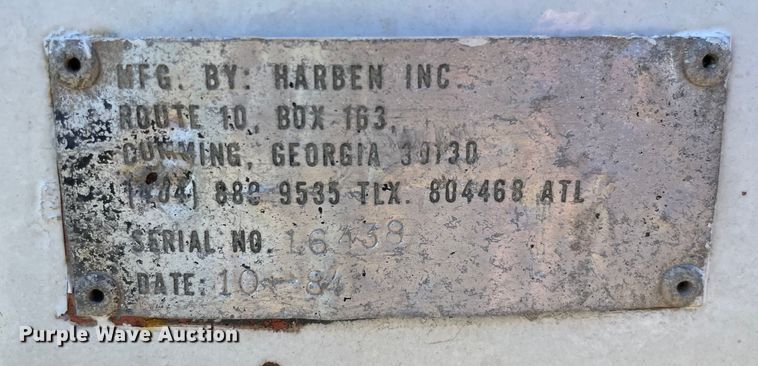 MFG. BY: HARBEN INC.
ROUTE 10, BOX 163,
CUMMING, GEORGIA 30130
(404) 889 9535 TLX. 804468 ATL
SERIAL NO. 16438
DATE: 10-84
Purple Wave Auction